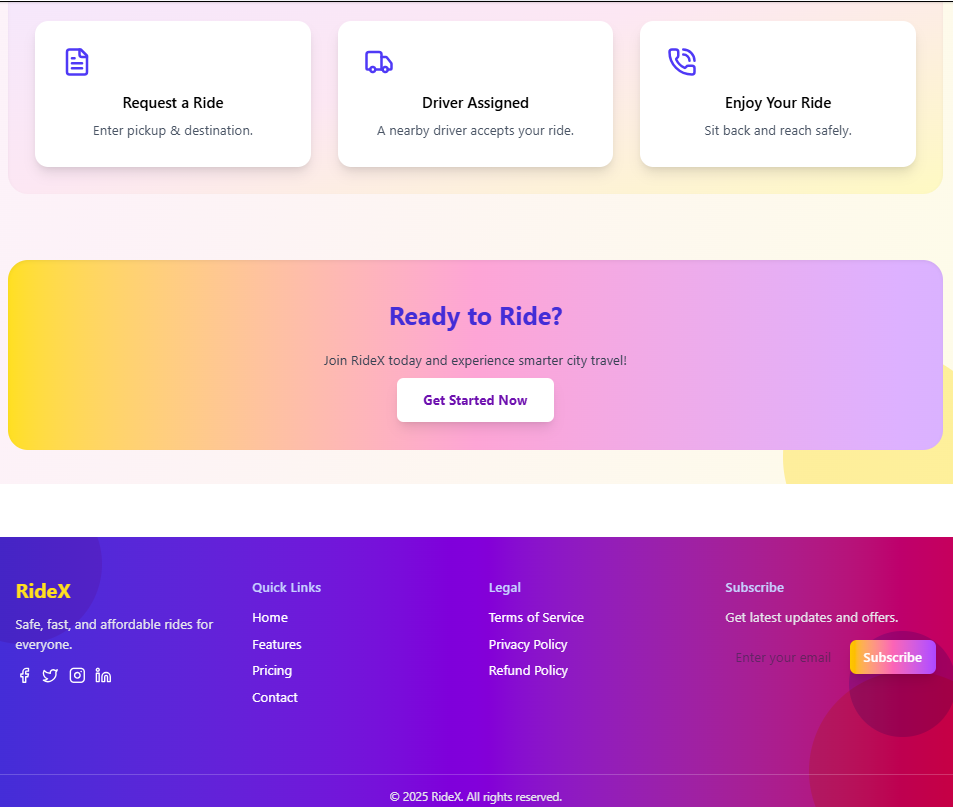 Request a Ride
Enter pickup & destination.
Driver Assigned
A nearby driver accepts your ride.
Enjoy Your Ride
Sit back and reach safely.
Ready to Ride?
Join RideX today and experience smarter city travel!
Get Started Now
RideX
Safe, fast, and affordable rides for
everyone.
Quick Links
Home
Features
Pricing
Contact
Legal
Terms of Service
Privacy Policy
Refund Policy
Subscribe
Get latest updates and offers.
Enter your email
Subscribe
© 2025 RideX. All rights reserved.